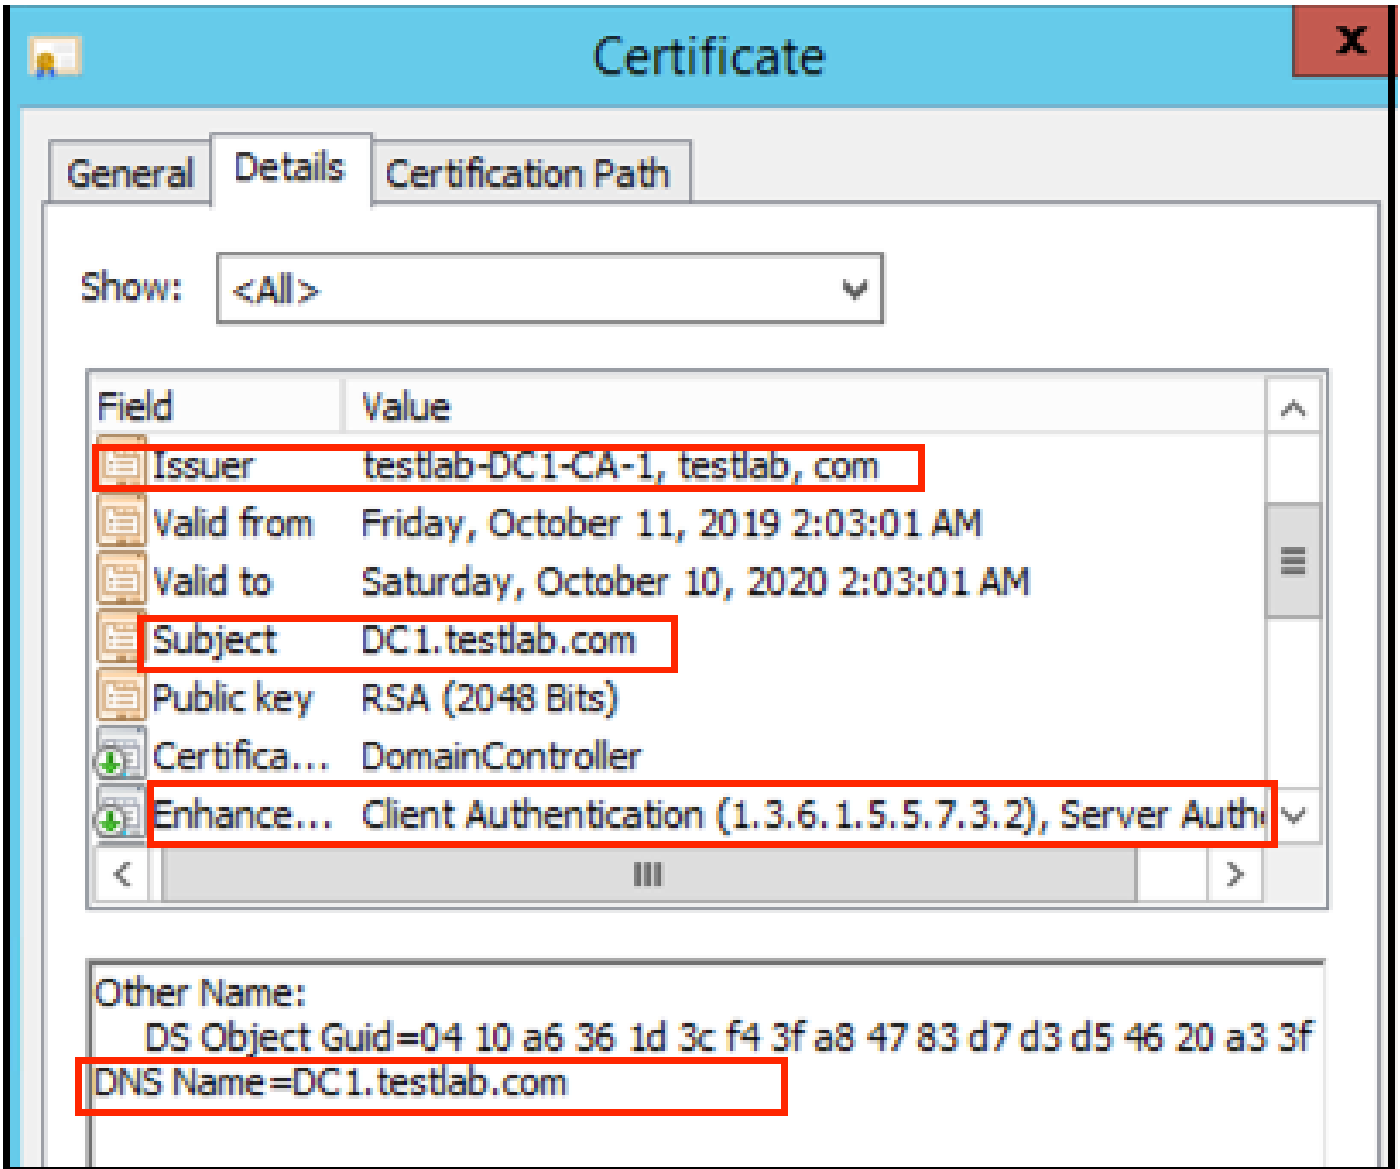 Certificate
x
General Details Certification Path
Show: <All>
Field Value
Issuer testlab-DC1-CA-1, testlab, com
Valid from Friday, October 11, 2019 2:03:01 AM
Valid to Saturday, October 10, 2020 2:03:01 AM
Subject DC1.testlab.com
Public key RSA (2048 Bits)
Certifica... DomainController
Enhance... Client Authentication (1.3.6.1.5.5.7.3.2), Server Auth
Other Name:
DS Object Guid=04 10 a6 36 1d 3c f4 3f a8 47 83 d7 d3 d5 46 20 a3 3f
DNS Name=DC1.testlab.com